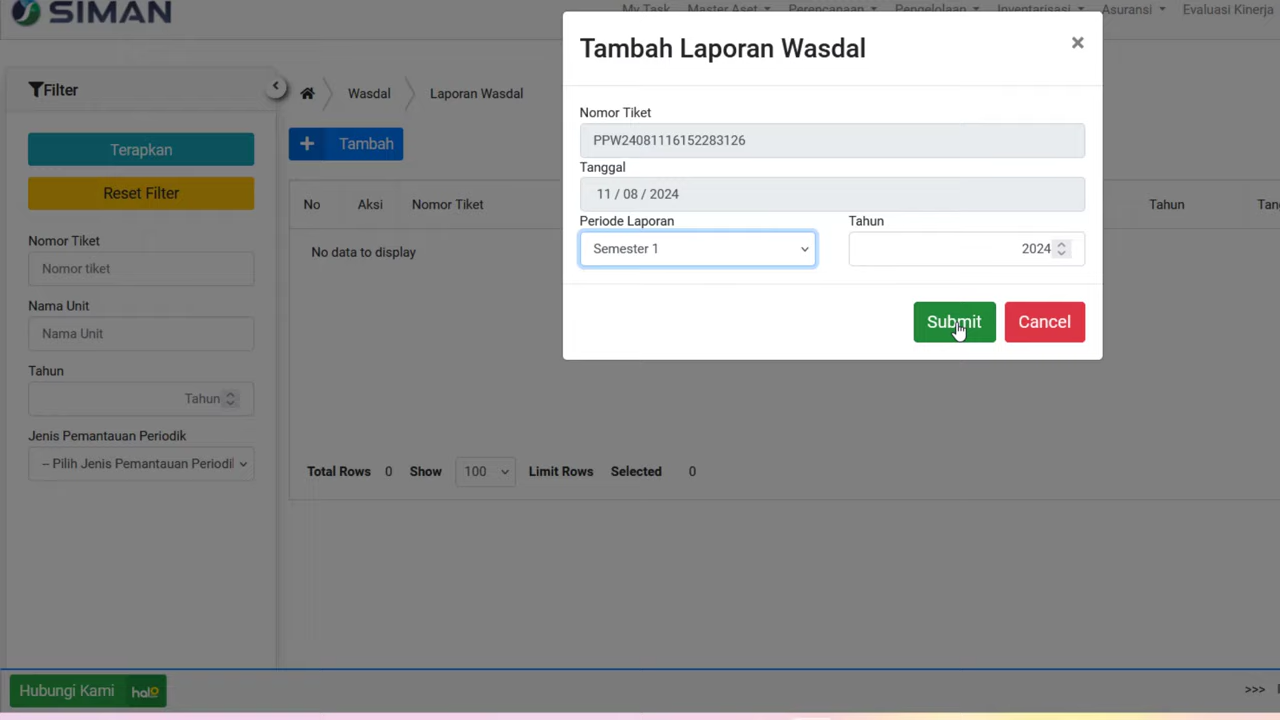 SIMAN
My Task Master Aset Perencanaan Pengelolaan Inventarisasi Asuransi Evaluasi Kinerja
Filter
Terapkan
Reset Filter
Nomor Tiket
Nomor tiket
Nama Unit
Nama Unit
Tahun
Tahun
Jenis Pemantauan Periodik
-- Pilih Jenis Pemantauan Periodil
Wasdal Laporan Wasdal
+ Tambah
No Aksi Nomor Tiket Tahun
No data to display
Total Rows 0 Show 100 Limit Rows Selected 0
Tambah Laporan Wasdal
×
Nomor Tiket
PPW24081116152283126
Tanggal
11 / 08 / 2024
Periode Laporan Tahun
Semester 1 2024
Submit Cancel
Hubungi Kami halo
>>>